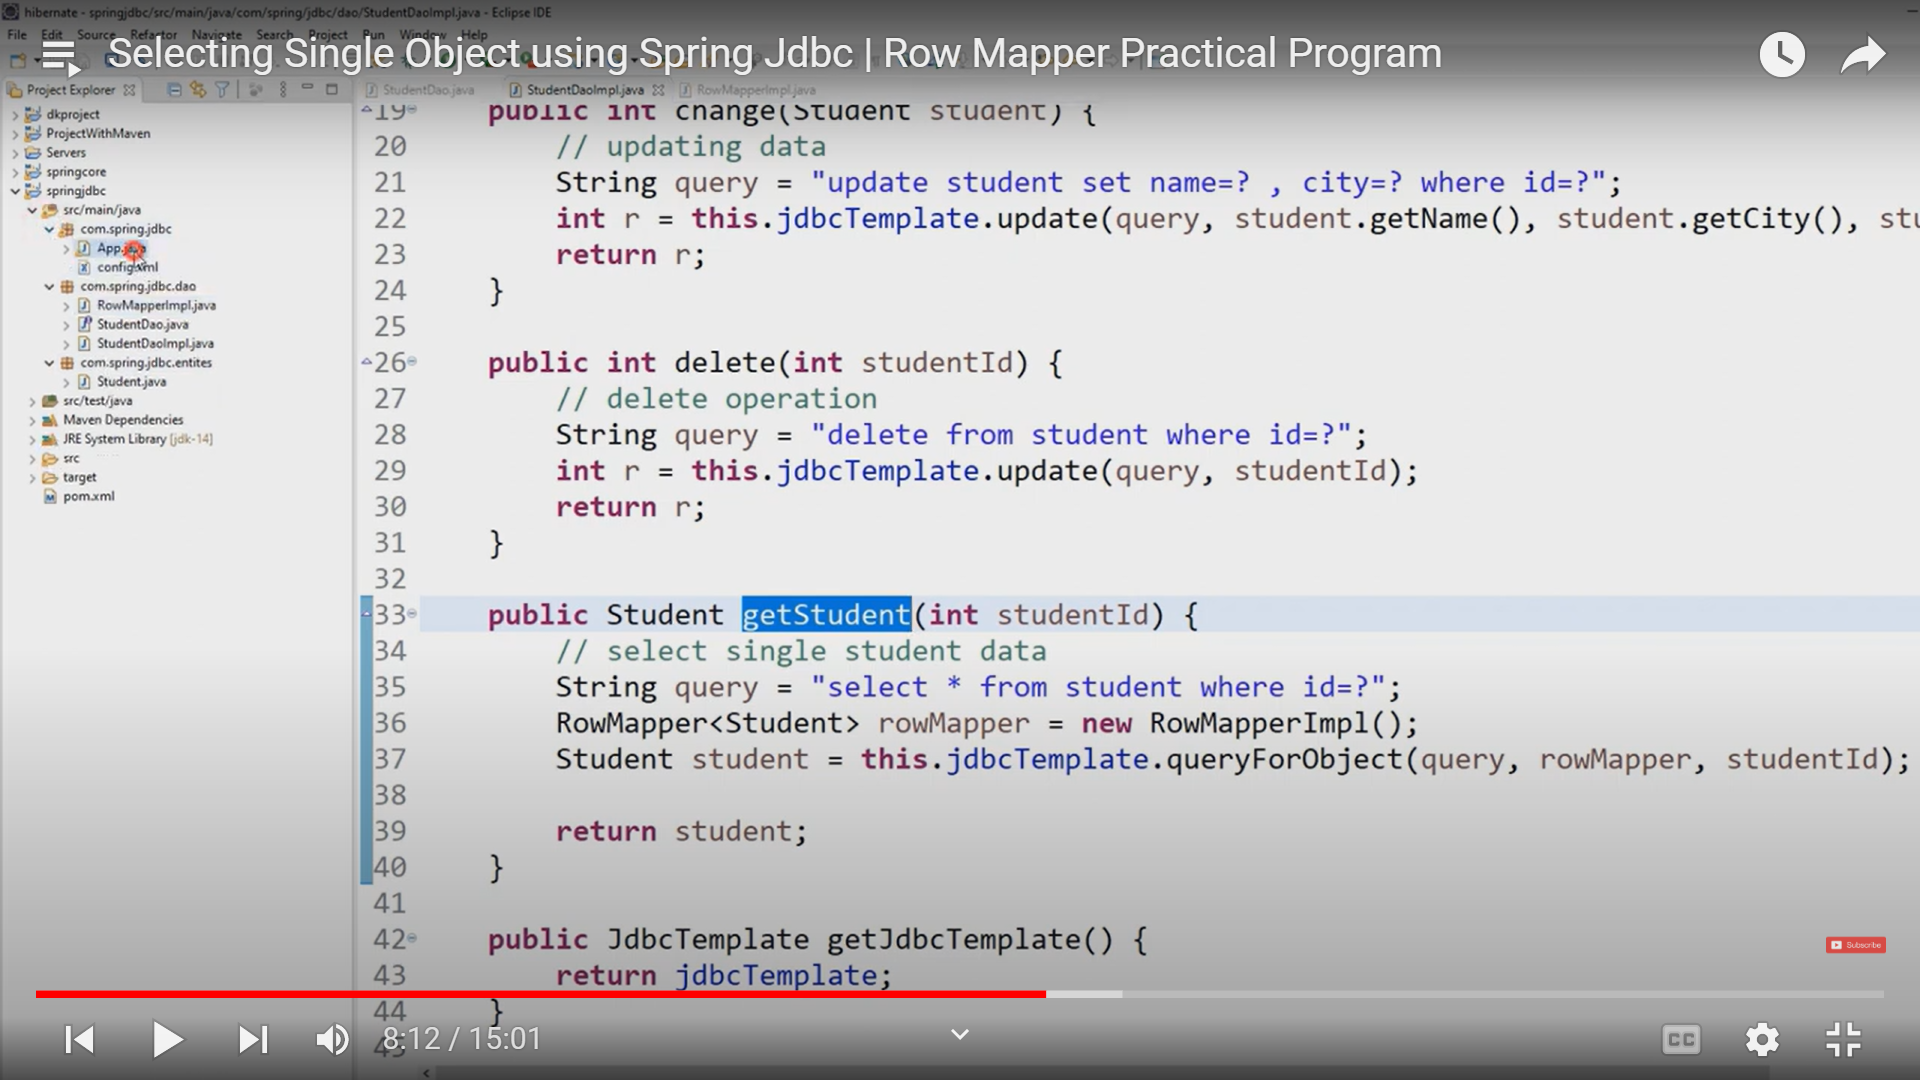 hibernate - springjdbc/src/main/java/com/spring/jdbc/dao/StudentDaoImpl.java - Eclipse IDE
File Edit Source Refactor Navigate Search Project Run Window Help
Selecting Single Object using Spring Jdbc | Row Mapper Practical Program
Project Explorer
StudentDao.java StudentDaoImpl.java RowMapperImpl.java
dkproject
ProjectWithMaven
Servers
springcore
springjdbc
src/main/java
com.spring.jdbc
App.java
config.xml
com.spring.jdbc.dao
RowMapperImpl.java
StudentDao.java
StudentDaoImpl.java
com.spring.jdbc.entites
Student.java
src/test/java
Maven Dependencies
JRE System Library [jdk-14]
src
target
pom.xml
19 public int change(Student student) {
20 // updating data
21 String query = "update student set name=? , city=? where id=?";
22 int r = this.jdbcTemplate.update(query, student.getName(), student.getCity(), stu
23 return r;
24 }
25
26 public int delete(int studentId) {
27 // delete operation
28 String query = "delete from student where id=?";
29 int r = this.jdbcTemplate.update(query, studentId);
30 return r;
31 }
32
33 public Student getStudent(int studentId) {
34 // select single student data
35 String query = "select * from student where id=?";
36 RowMapper<Student> rowMapper = new RowMapperImpl();
37 Student student = this.jdbcTemplate.queryForObject(query, rowMapper, studentId);
38
39 return student;
40 }
41
42 public JdbcTemplate getJdbcTemplate() {
43 return jdbcTemplate;
44 }
45
Subscribe
8:12 / 15:01
CC